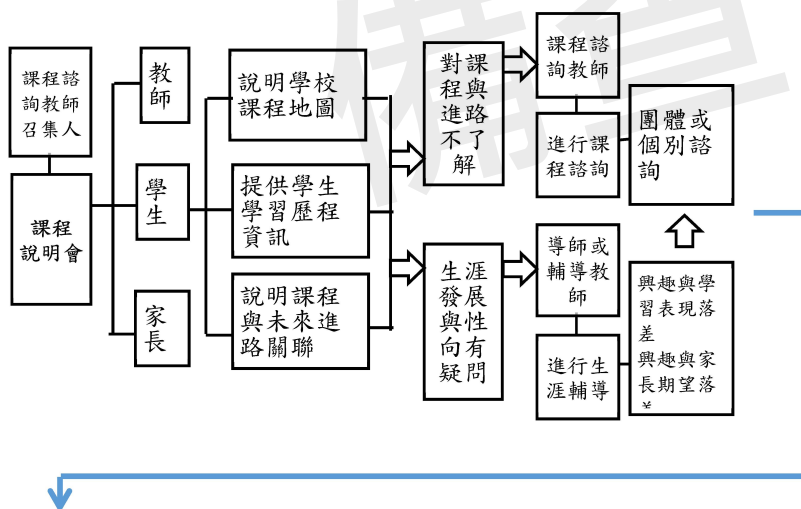 備查
課程諮
詢教師
召集人
課程
說明會
教
師
學
生
家
長
說明學校
課程地圖
提供學生
學習歷程
資訊
說明課程
與未來進
路關聯
對課
程與
進路
不了
解
生涯
發展
與性
向有
疑問
課程諮
詢教師
進行課
程諮詢
團體或
個別諮
詢
導師或
輔導教
師
進行生
涯輔導
興趣與學
習表現落
差
興趣與家
長期望落